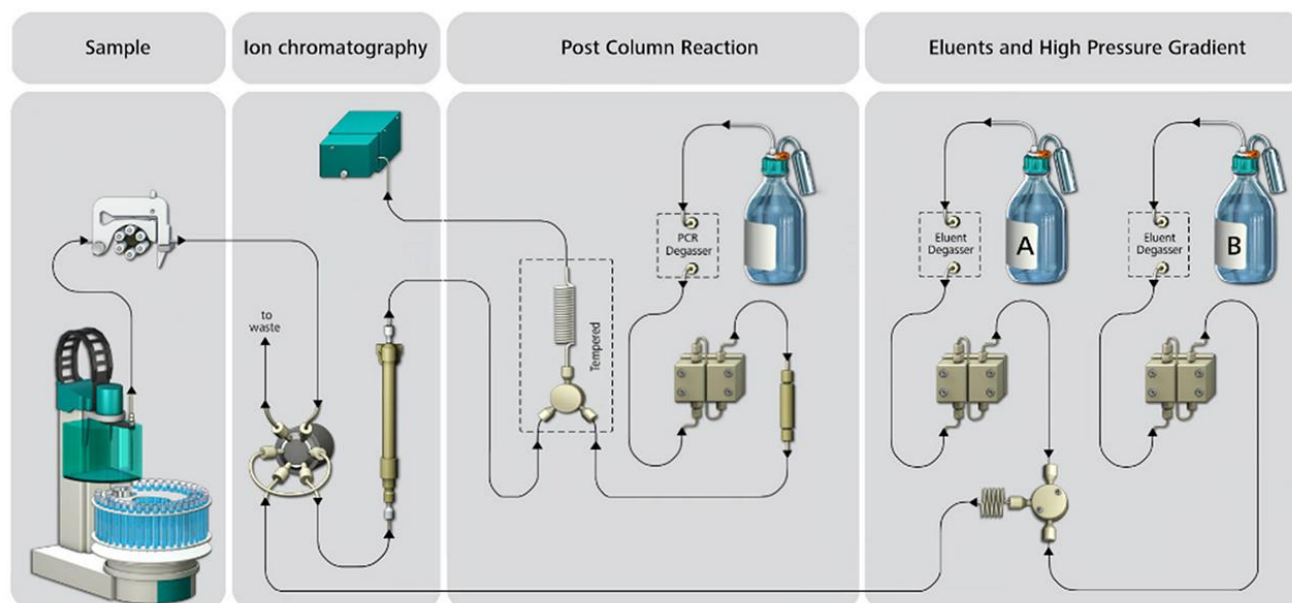 Sample
Ion chromatography
Post Column Reaction
Eluents and High Pressure Gradient
to
waste
Tempered
PCR
Degasser
Eluent
Degasser
A
Eluent
Degasser
B